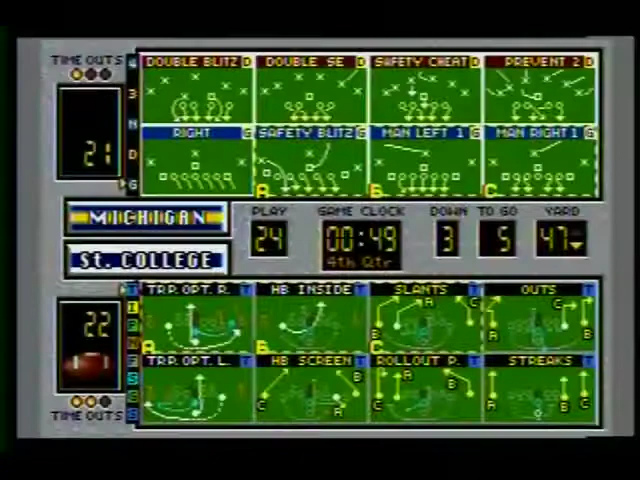 TIME OUTS
DOUBLE BLITZ D
DOUBLE SE D
SAFETY CHEAT D
PREVENT 2 D
4
3
N
D
G
21
RIGHT G
SAFETY BLITZ G
MAN LEFT 1 G
MAN RIGHT 1 G
A B C
MICHIGAN
St. COLLEGE
PLAY GAME CLOCK DOWN TO GO YARD
24 00:49 3 5 47
4th Qtr
TRP.OPT.R. T
HB INSIDE T
SLANTS T
OUTS T
22
A B C
TRP.OPT.L. T
HB SCREEN T
ROLLOUT P. T
STREAKS T
TIME OUTS